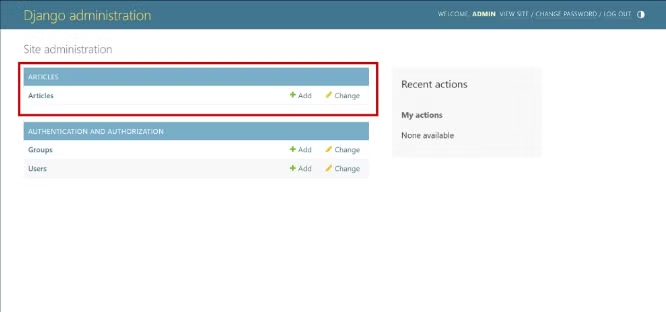 Django administration
WELCOME, ADMIN VIEW SITE / CHANGE PASSWORD / LOG OUT
Site administration
ARTICLES
Articles Add Change
AUTHENTICATION AND AUTHORIZATION
Groups Add Change
Users Add Change
Recent actions
My actions
None available